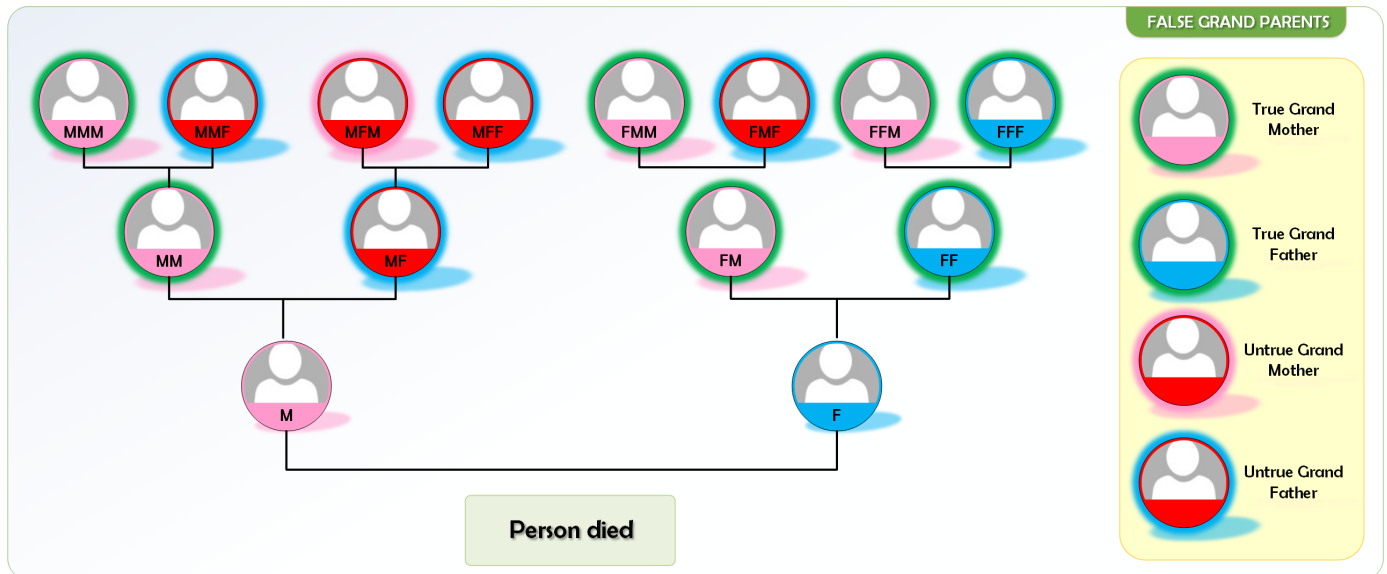 FALSE GRAND PARENTS
MMM
MMF
MFM
MFF
FMM
FMF
FFM
FFF
MM
MF
FM
FF
M
F
Person died
True Grand
Mother
True Grand
Father
Untrue Grand
Mother
Untrue Grand
Father